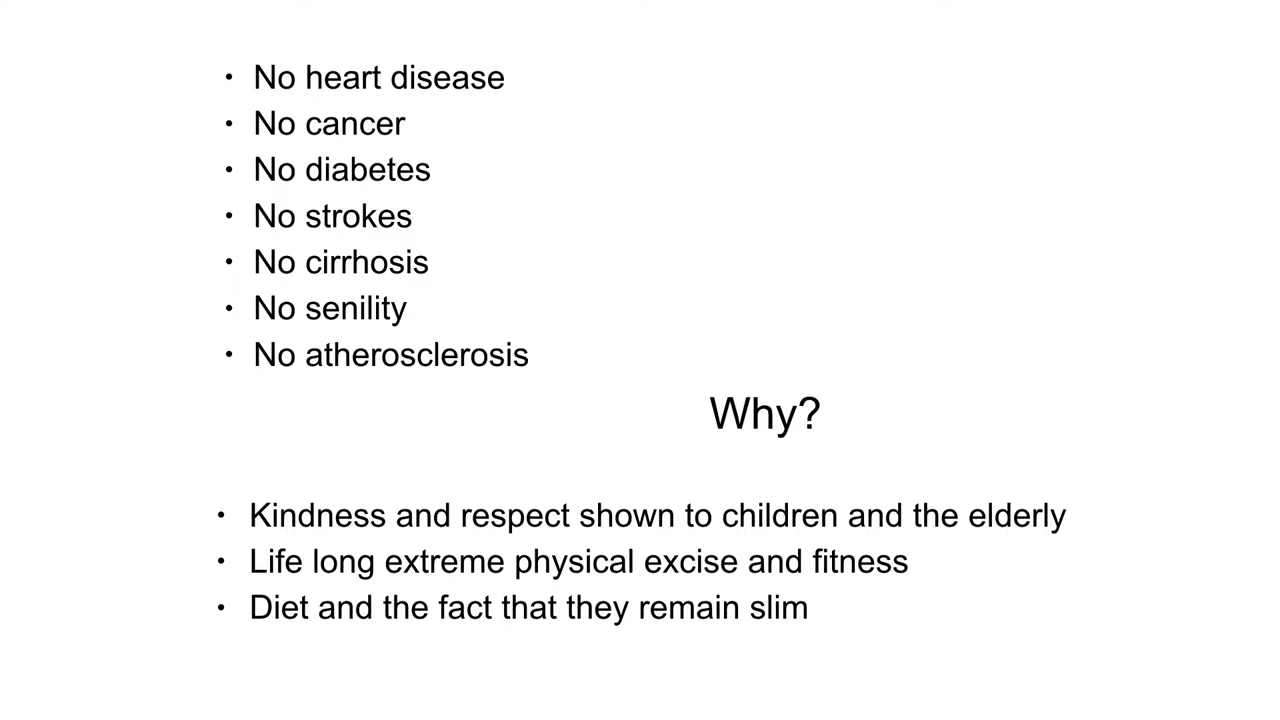 · No heart disease
· No cancer
· No diabetes
· No strokes
· No cirrhosis
· No senility
· No atherosclerosis
Why?
· Kindness and respect shown to children and the elderly
· Life long extreme physical excise and fitness
· Diet and the fact that they remain slim